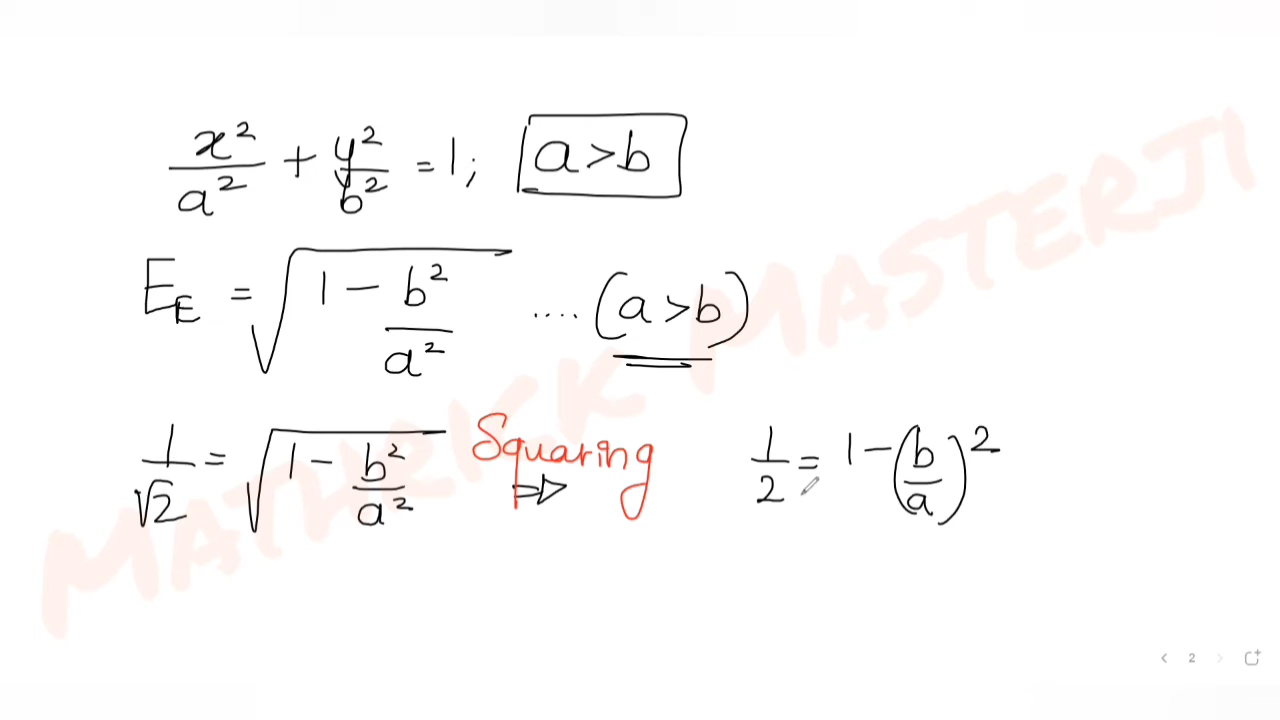 x²/a² + y²/b² = 1; a > b
E_E = √(1 - b²/a²) .... (a > b)
1/√2 = √(1 - b²/a²) Squaring ⇒ 1/2 = 1 - (b/a)²
MATHRICK MASTERJI
2